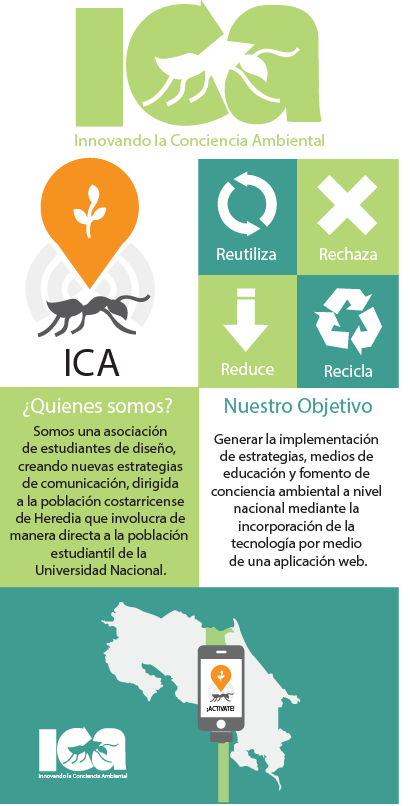 ICA
Innovando la Conciencia Ambiental
ICA
Reutiliza
Rechaza
Reduce
Recicla
¿Quienes somos?
Somos una asociación
de estudiantes de diseño,
creando nuevas estrategias
de comunicación, dirigida
a la población costarricense
de Heredia que involucra de
manera directa a la población
estudiantil de la
Universidad Nacional.
Nuestro Objetivo
Generar la implementación
de estrategias, medios de
educación y fomento de
conciencia ambiental a nivel
nacional mediante la
incorporación de la
tecnología por medio
de una aplicación web.
¡ACTIVATE!
ICA
Innovando la Conciencia Ambiental